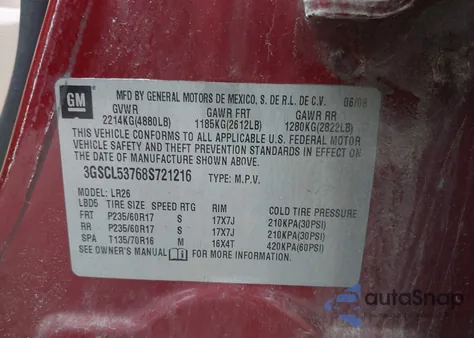 GM
MFD BY GENERAL MOTORS DE MEXICO, S. DE R.L. DE C.V. 06/08
GVWR GAWR FRT GAWR RR
2214KG(4880LB) 1185KG(2612LB) 1280KG(2822LB)
THIS VEHICLE CONFORMS TO ALL APPLICABLE U.S. FEDERAL MOTOR
VEHICLE SAFETY AND THEFT PREVENTION STANDARDS IN EFFECT
ON THE DATE OF MANUFACTURE SHOWN ABOVE.
3GSCL53768S721216 TYPE: M.P.V.
MODEL: LR26
LBD5 TIRE SIZE SPEED RTG RIM COLD TIRE PRESSURE
FRT P235/60R17 S 17X7J 210KPA(30PSI)
RR P235/60R17 S 17X7J 210KPA(30PSI)
SPA T135/70R16 M 16X4T 420KPA(60PSI)
SEE OWNER'S MANUAL FOR MORE INFORMATION.
autoSnap